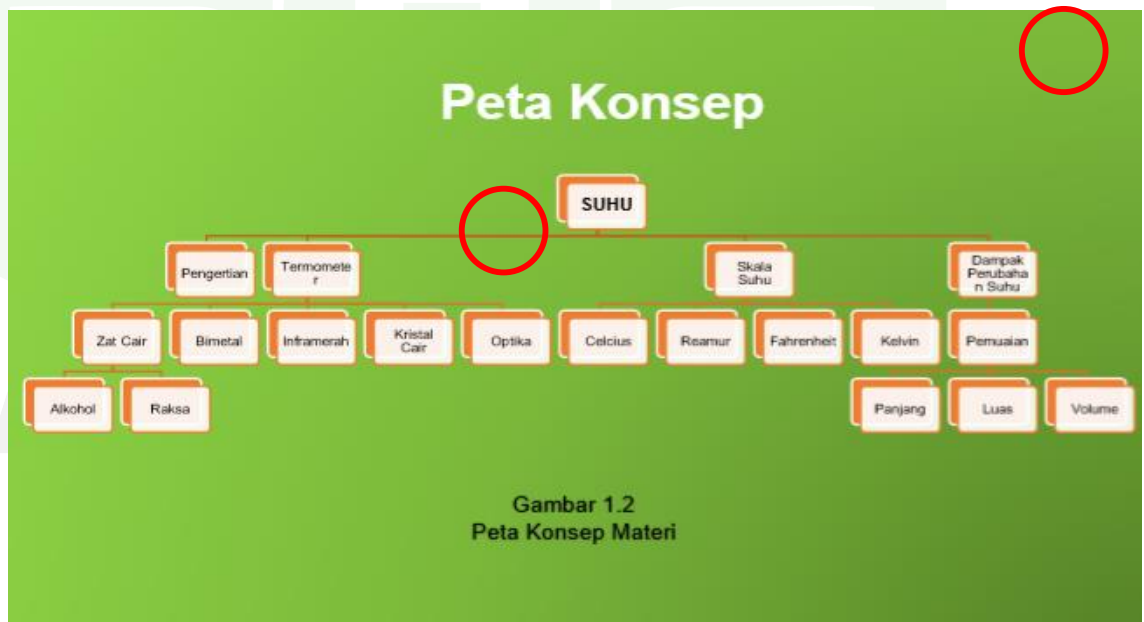 Peta Konsep
SUHU
Pengertian
Termomete
r
Skala
Suhu
Dampak
Perubaha
n Suhu
Zat Cair
Bimetal
Inframerah
Kristal
Cair
Optika
Celcius
Reamur
Fahrenheit
Kelvin
Pemuaian
Alkohol
Raksa
Panjang
Luas
Volume
Gambar 1.2
Peta Konsep Materi